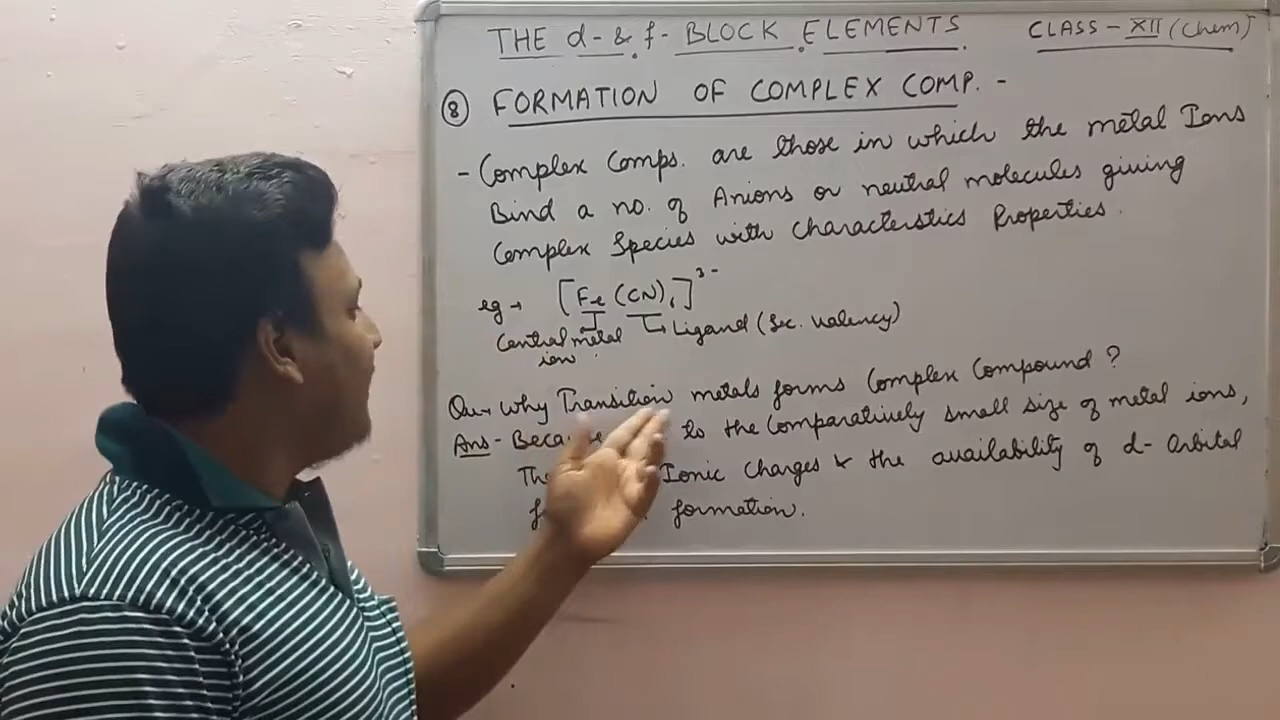 THE d- & f- BLOCK ELEMENTS. CLASS - XII (Chem)
⑧ FORMATION OF COMPLEX COMP. -
- Complex Comps. are those in which the metal Ions
Bind a no. of Anions or neutral molecules giving
Complex Species with Characterstics Properties.
eg → [Fe(CN)6]3-
Central metal ion. Ligand (Sec. valency)
Que → Why Transition metals forms Complex Compound?
Ans - to the Comparatively small size of metal ions,
Ionic Charges & the availability of d- Orbital
formation.